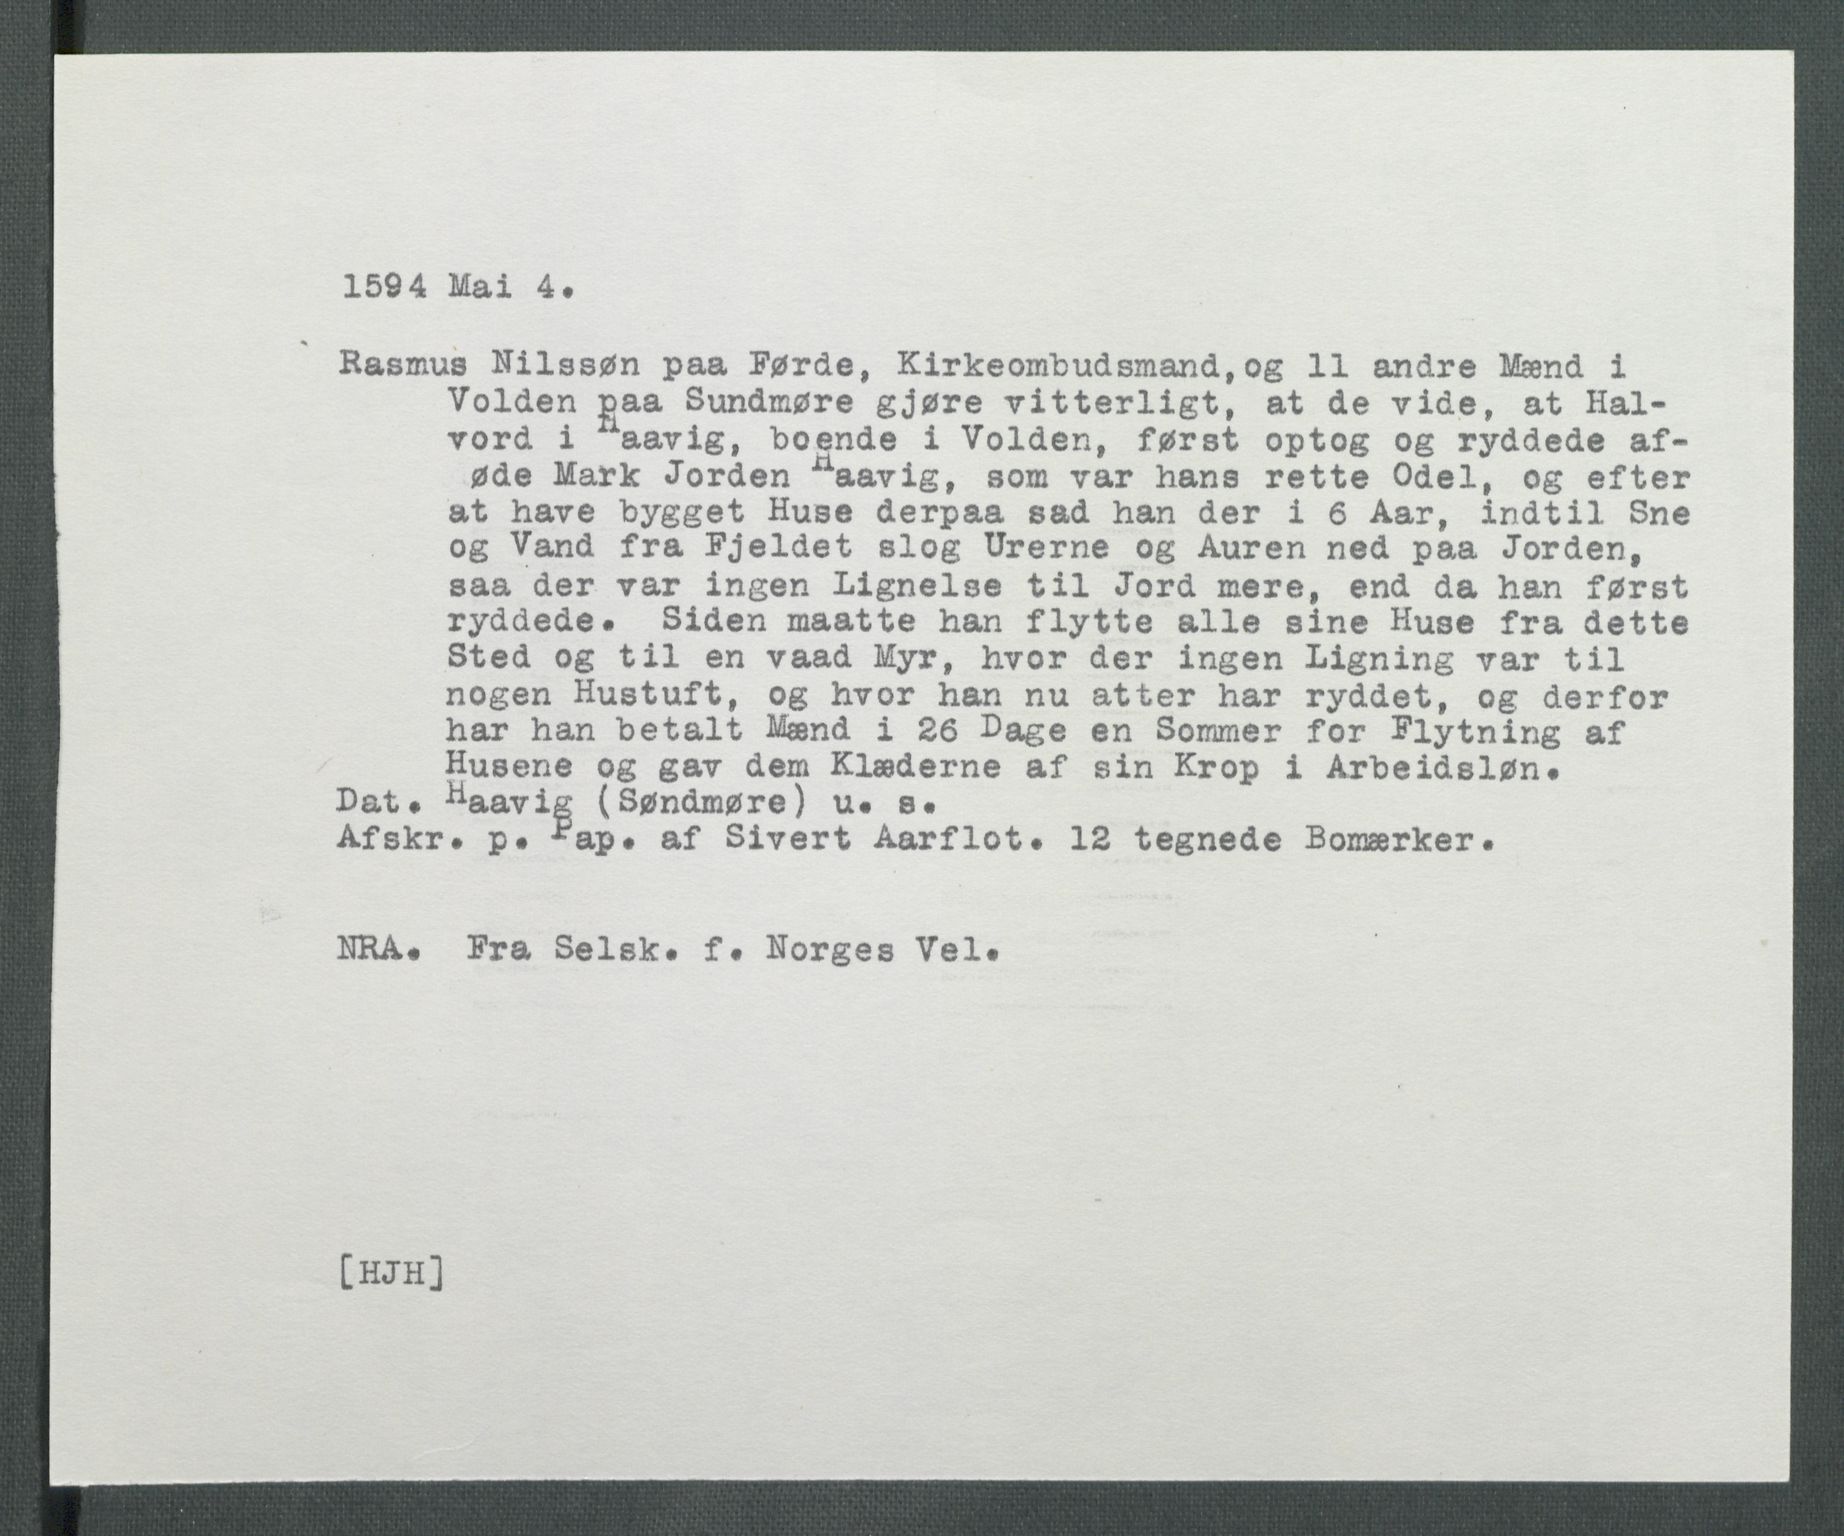 1594 Mai 4.
Rasmus Nilssøn paa Førde, Kirkeombudsmand,og 11 andre Mænd i
Volden paa Sundmøre gjøre vitterligt, at de vide, at Hal-
vord i Haavig, boende i Volden, først optog og ryddede af-
øde Mark Jorden Haavig, som var hans rette Odel, og efter
at have bygget Huse derpaa sad han der i 6 Aar, indtil Sne
og Vand fra Fjeldet slog Urerne og Auren ned paa Jorden,
saa der var ingen Lignelse til Jord mere, end da han først
ryddede. Siden maatte han flytte alle sine Huse fra dette
Sted og til en vaad Myr, hvor der ingen Ligning var til
nogen Hustuft, og hvor han nu atter har ryddet, og derfor
har han betalt Mænd i 26 Dage en Sommer for Flytning af
Husene og gav dem Klæderne af sin Krop i Arbeidsløn.
Dat. Haavig (Søndmøre) u. s.
Afskr. p. Pap. af Sivert Aarflot. 12 tegnede Bomærker.
NRA. Fra Selsk. f. Norges Vel.
[HJH]